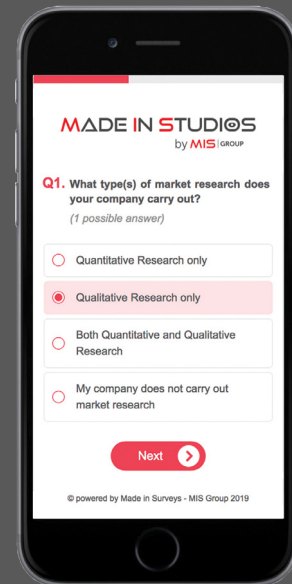 MADE IN STUDIOS
by MIS GROUP
Q1. What type(s) of market research does
your company carry out?
(1 possible answer)
Quantitative Research only
Qualitative Research only
Both Quantitative and Qualitative
Research
My company does not carry out
market research
Next
© powered by Made in Surveys - MIS Group 2019